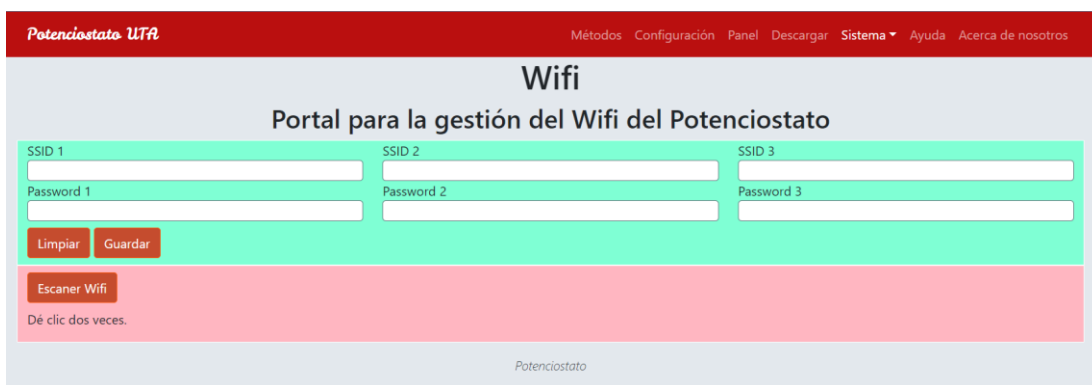 Potenciostato UTA
Métodos Configuración Panel Descargar Sistema Ayuda Acerca de nosotros
Wifi
Portal para la gestión del Wifi del Potenciostato
SSID 1 SSID 2 SSID 3
Password 1 Password 2 Password 3
Limpiar Guardar
Escaner Wifi
Dé clic dos veces.
Potenciostato